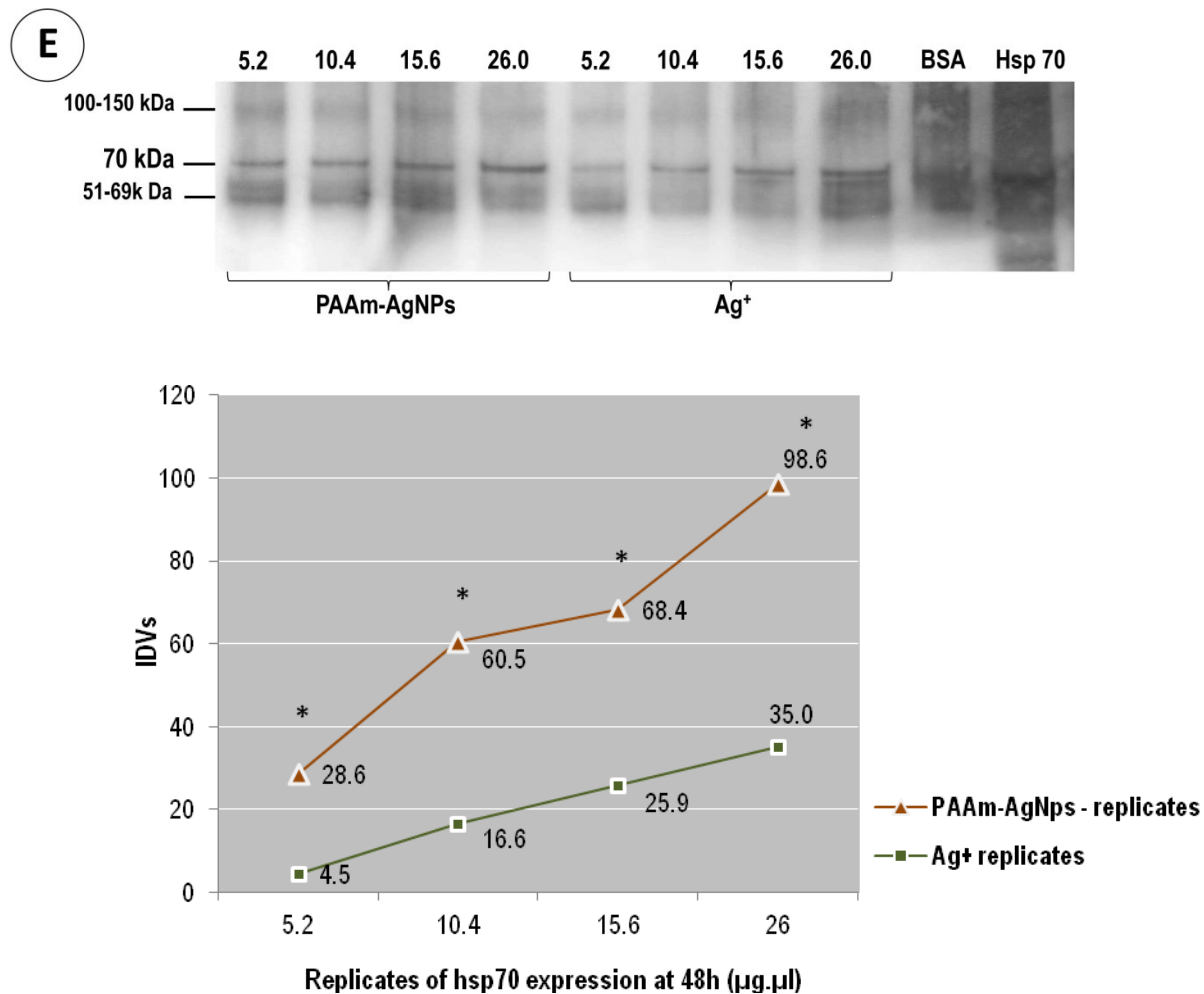 E
5.2 10.4 15.6 26.0 5.2 10.4 15.6 26.0 BSA Hsp 70
100-150 kDa
70 kDa
51-69k Da
PAAm-AgNPs Ag⁺
120
100
80
60
40
20
0
IDVs
* 
98.6
*
68.4
*
60.5
*
28.6
35.0
25.9
16.6
4.5
PAAm-AgNps - replicates
Ag+ replicates
5.2 10.4 15.6 26
Replicates of hsp70 expression at 48h (µg.µl)